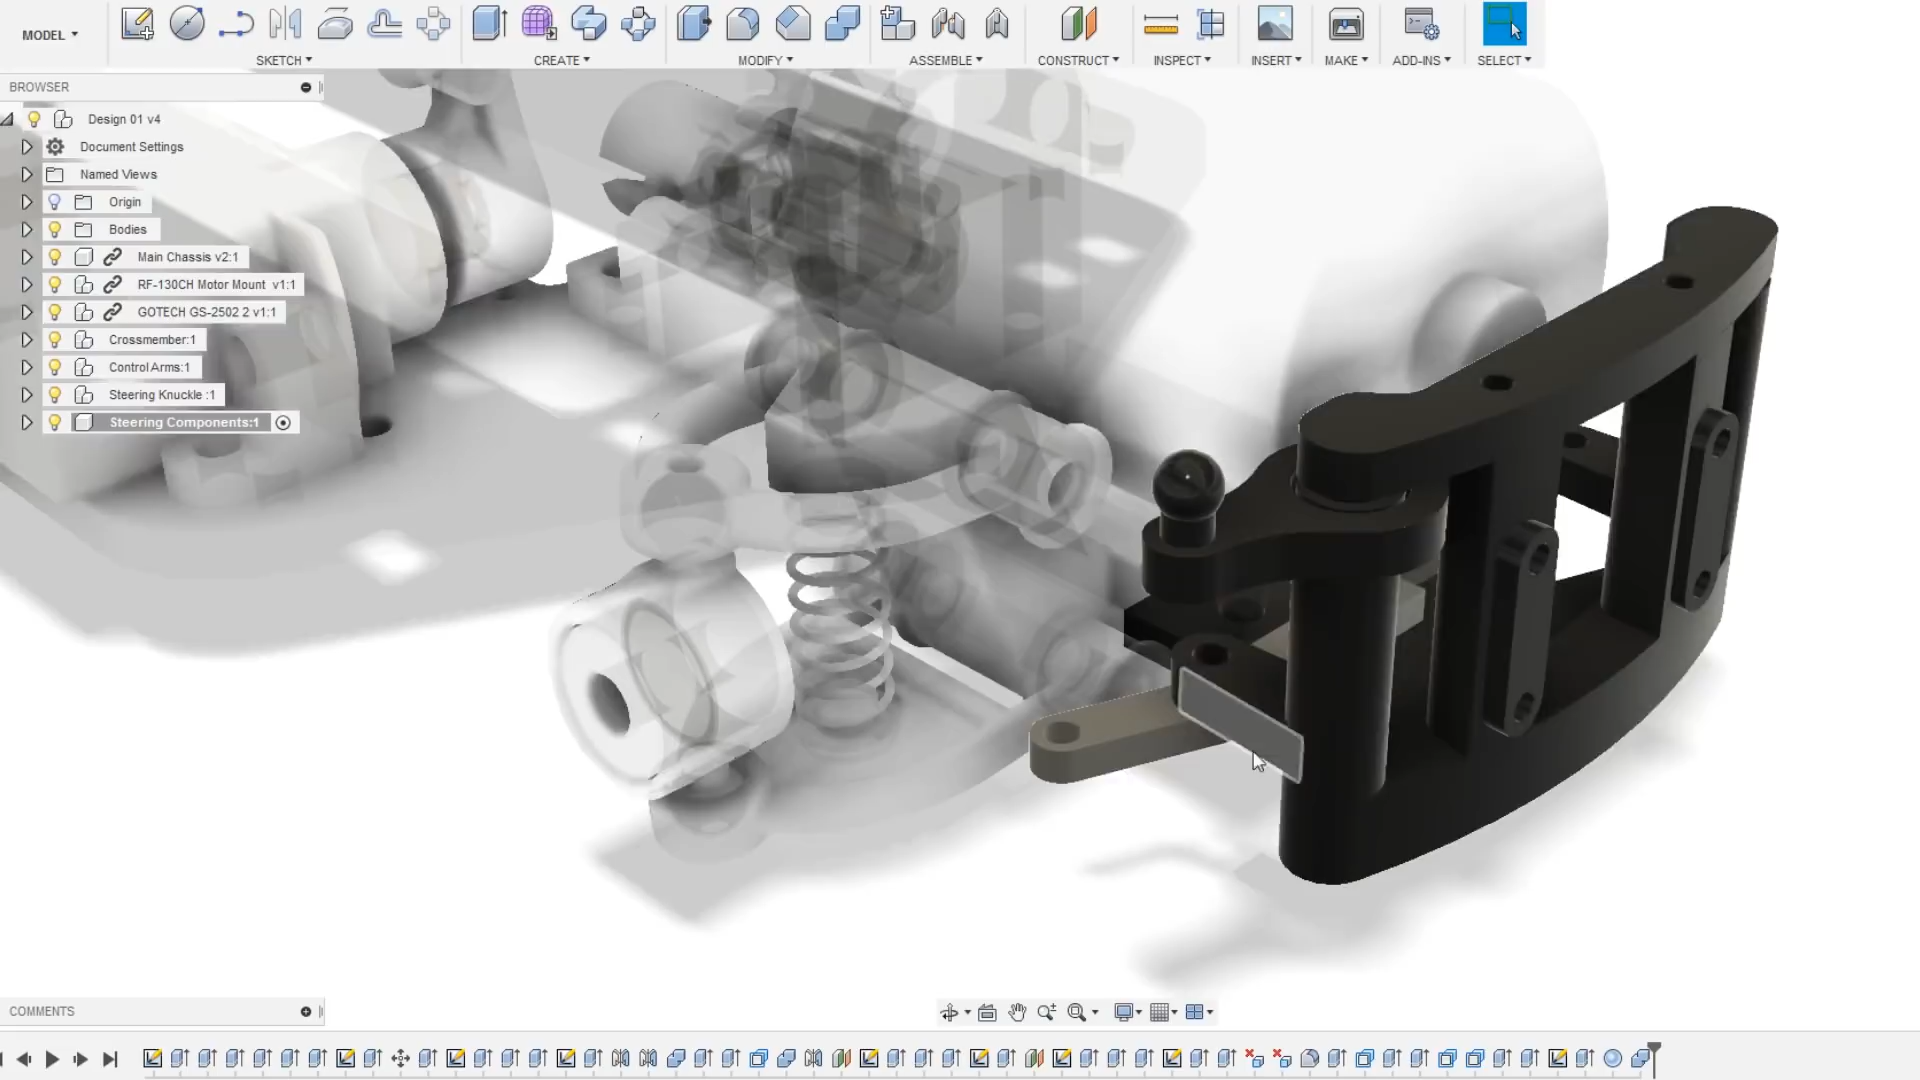 MODEL
SKETCH
CREATE
MODIFY
ASSEMBLE
CONSTRUCT
INSPECT
INSERT
MAKE
ADD-INS
SELECT
BROWSER
Design 01 v4
Document Settings
Named Views
Origin
Bodies
Main Chassis v2:1
RF-130CH Motor Mount v1:1
GOTECH GS-2502 2 v1:1
Crossmember:1
Control Arms:1
Steering Knuckle :1
Steering Components:1
COMMENTS